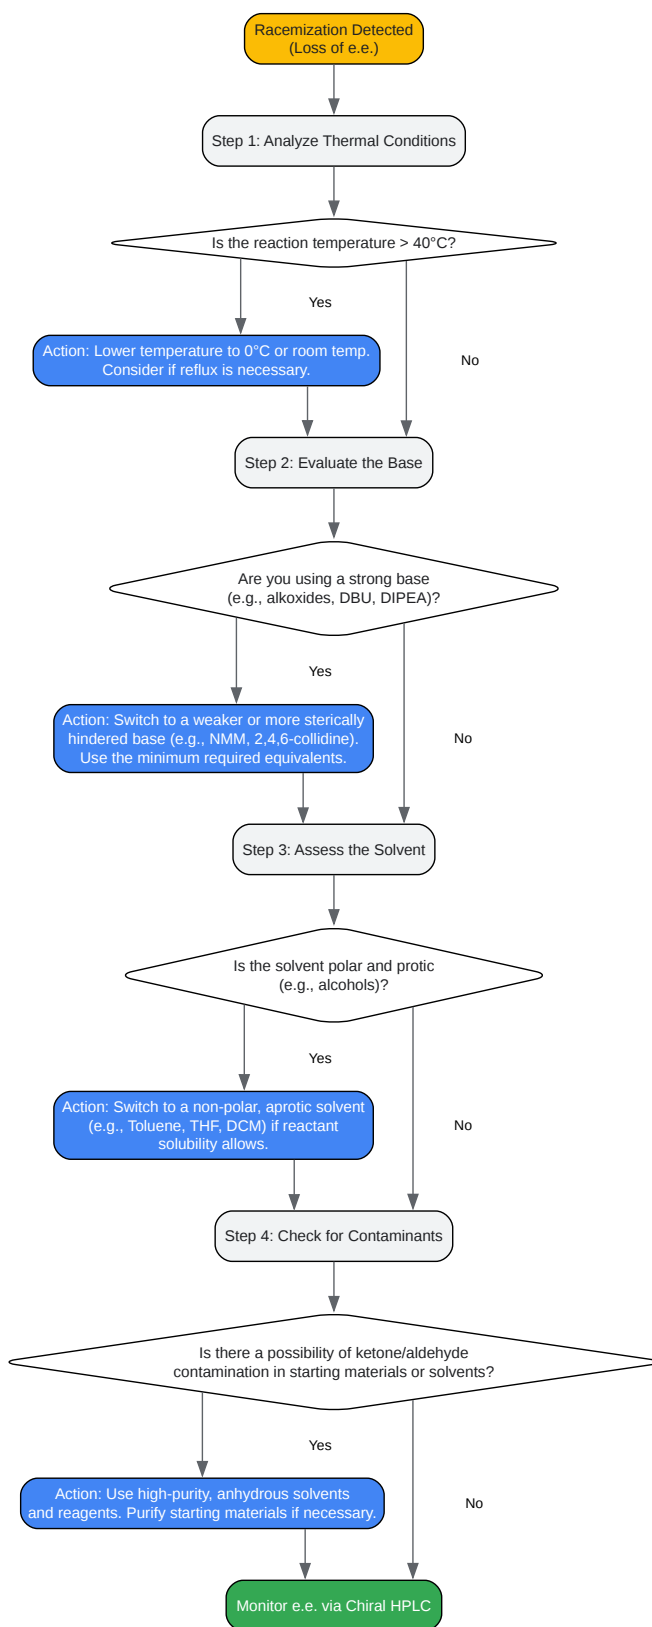 Racemization Detected
(Loss of e.e.)
Step 1: Analyze Thermal Conditions
Is the reaction temperature > 40°C?
Yes
Action: Lower temperature to 0°C or room temp.
Consider if reflux is necessary.
No
Step 2: Evaluate the Base
Are you using a strong base
(e.g., alkoxides, DBU, DIPEA)?
Yes
Action: Switch to a weaker or more sterically
hindered base (e.g., NMM, 2,4,6-collidine).
Use the minimum required equivalents.
No
Step 3: Assess the Solvent
Is the solvent polar and protic
(e.g., alcohols)?
Yes
Action: Switch to a non-polar, aprotic solvent
(e.g., Toluene, THF, DCM) if reactant
solubility allows.
No
Step 4: Check for Contaminants
Is there a possibility of ketone/aldehyde
contamination in starting materials or solvents?
Yes
Action: Use high-purity, anhydrous solvents
and reagents. Purify starting materials if necessary.
No
Monitor e.e. via Chiral HPLC